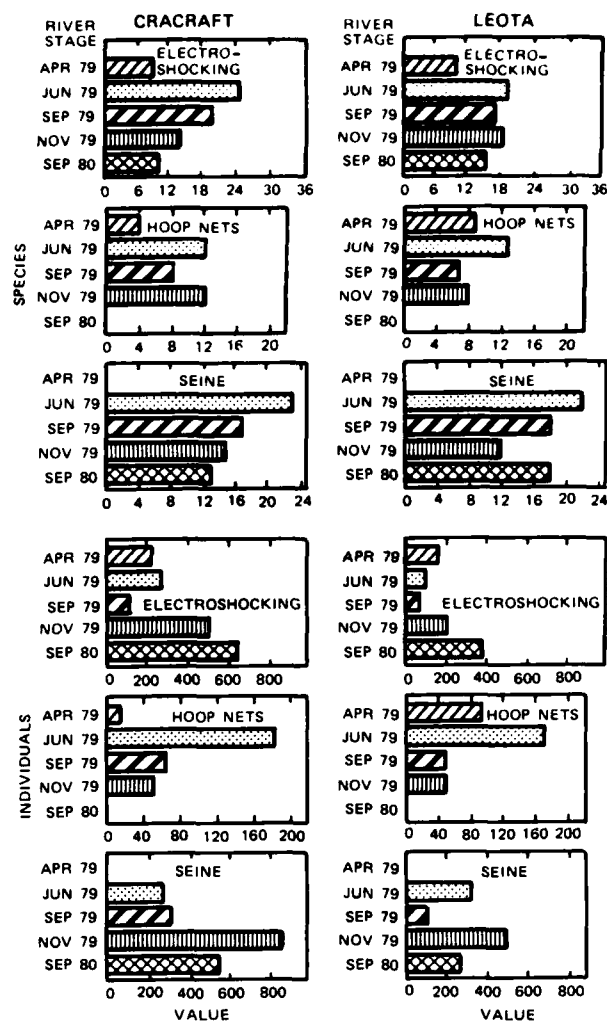 CRACRAFT
RIVER
STAGE
ELECTRO-
SHOCKING
APR 79
JUN 79
SEP 79
NOV 79
SEP 80
0 6 12 18 24 30 36
HOOP NETS
APR 79
JUN 79
SEP 79
NOV 79
SEP 80
0 4 8 12 16 20
SEINE
APR 79
JUN 79
SEP 79
NOV 79
SEP 80
0 4 8 12 16 20 24
SPECIES
ELECTROSHOCKING
APR 79
JUN 79
SEP 79
NOV 79
SEP 80
0 200 400 600 800
HOOP NETS
APR 79
JUN 79
SEP 79
NOV 79
SEP 80
0 40 80 120 160 200
SEINE
APR 79
JUN 79
SEP 79
NOV 79
SEP 80
0 200 400 600 800
INDIVIDUALS
VALUE
LEOTA
RIVER
STAGE
ELECTRO-
SHOCKING
APR 79
JUN 79
SEP 79
NOV 79
SEP 80
0 6 12 18 24 30 36
HOOP NETS
APR 79
JUN 79
SEP 79
NOV 79
SEP 80
0 4 8 12 16 20
SEINE
APR 79
JUN 79
SEP 79
NOV 79
SEP 80
0 4 8 12 16 20 24
ELECTROSHOCKING
APR 79
JUN 79
SEP 79
NOV 79
SEP 80
0 200 400 600 800
HOOP NETS
APR 79
JUN 79
SEP 79
NOV 79
SEP 80
0 40 80 120 160 200
SEINE
APR 79
JUN 79
SEP 79
NOV 79
SEP 80
0 200 400 600 800
VALUE